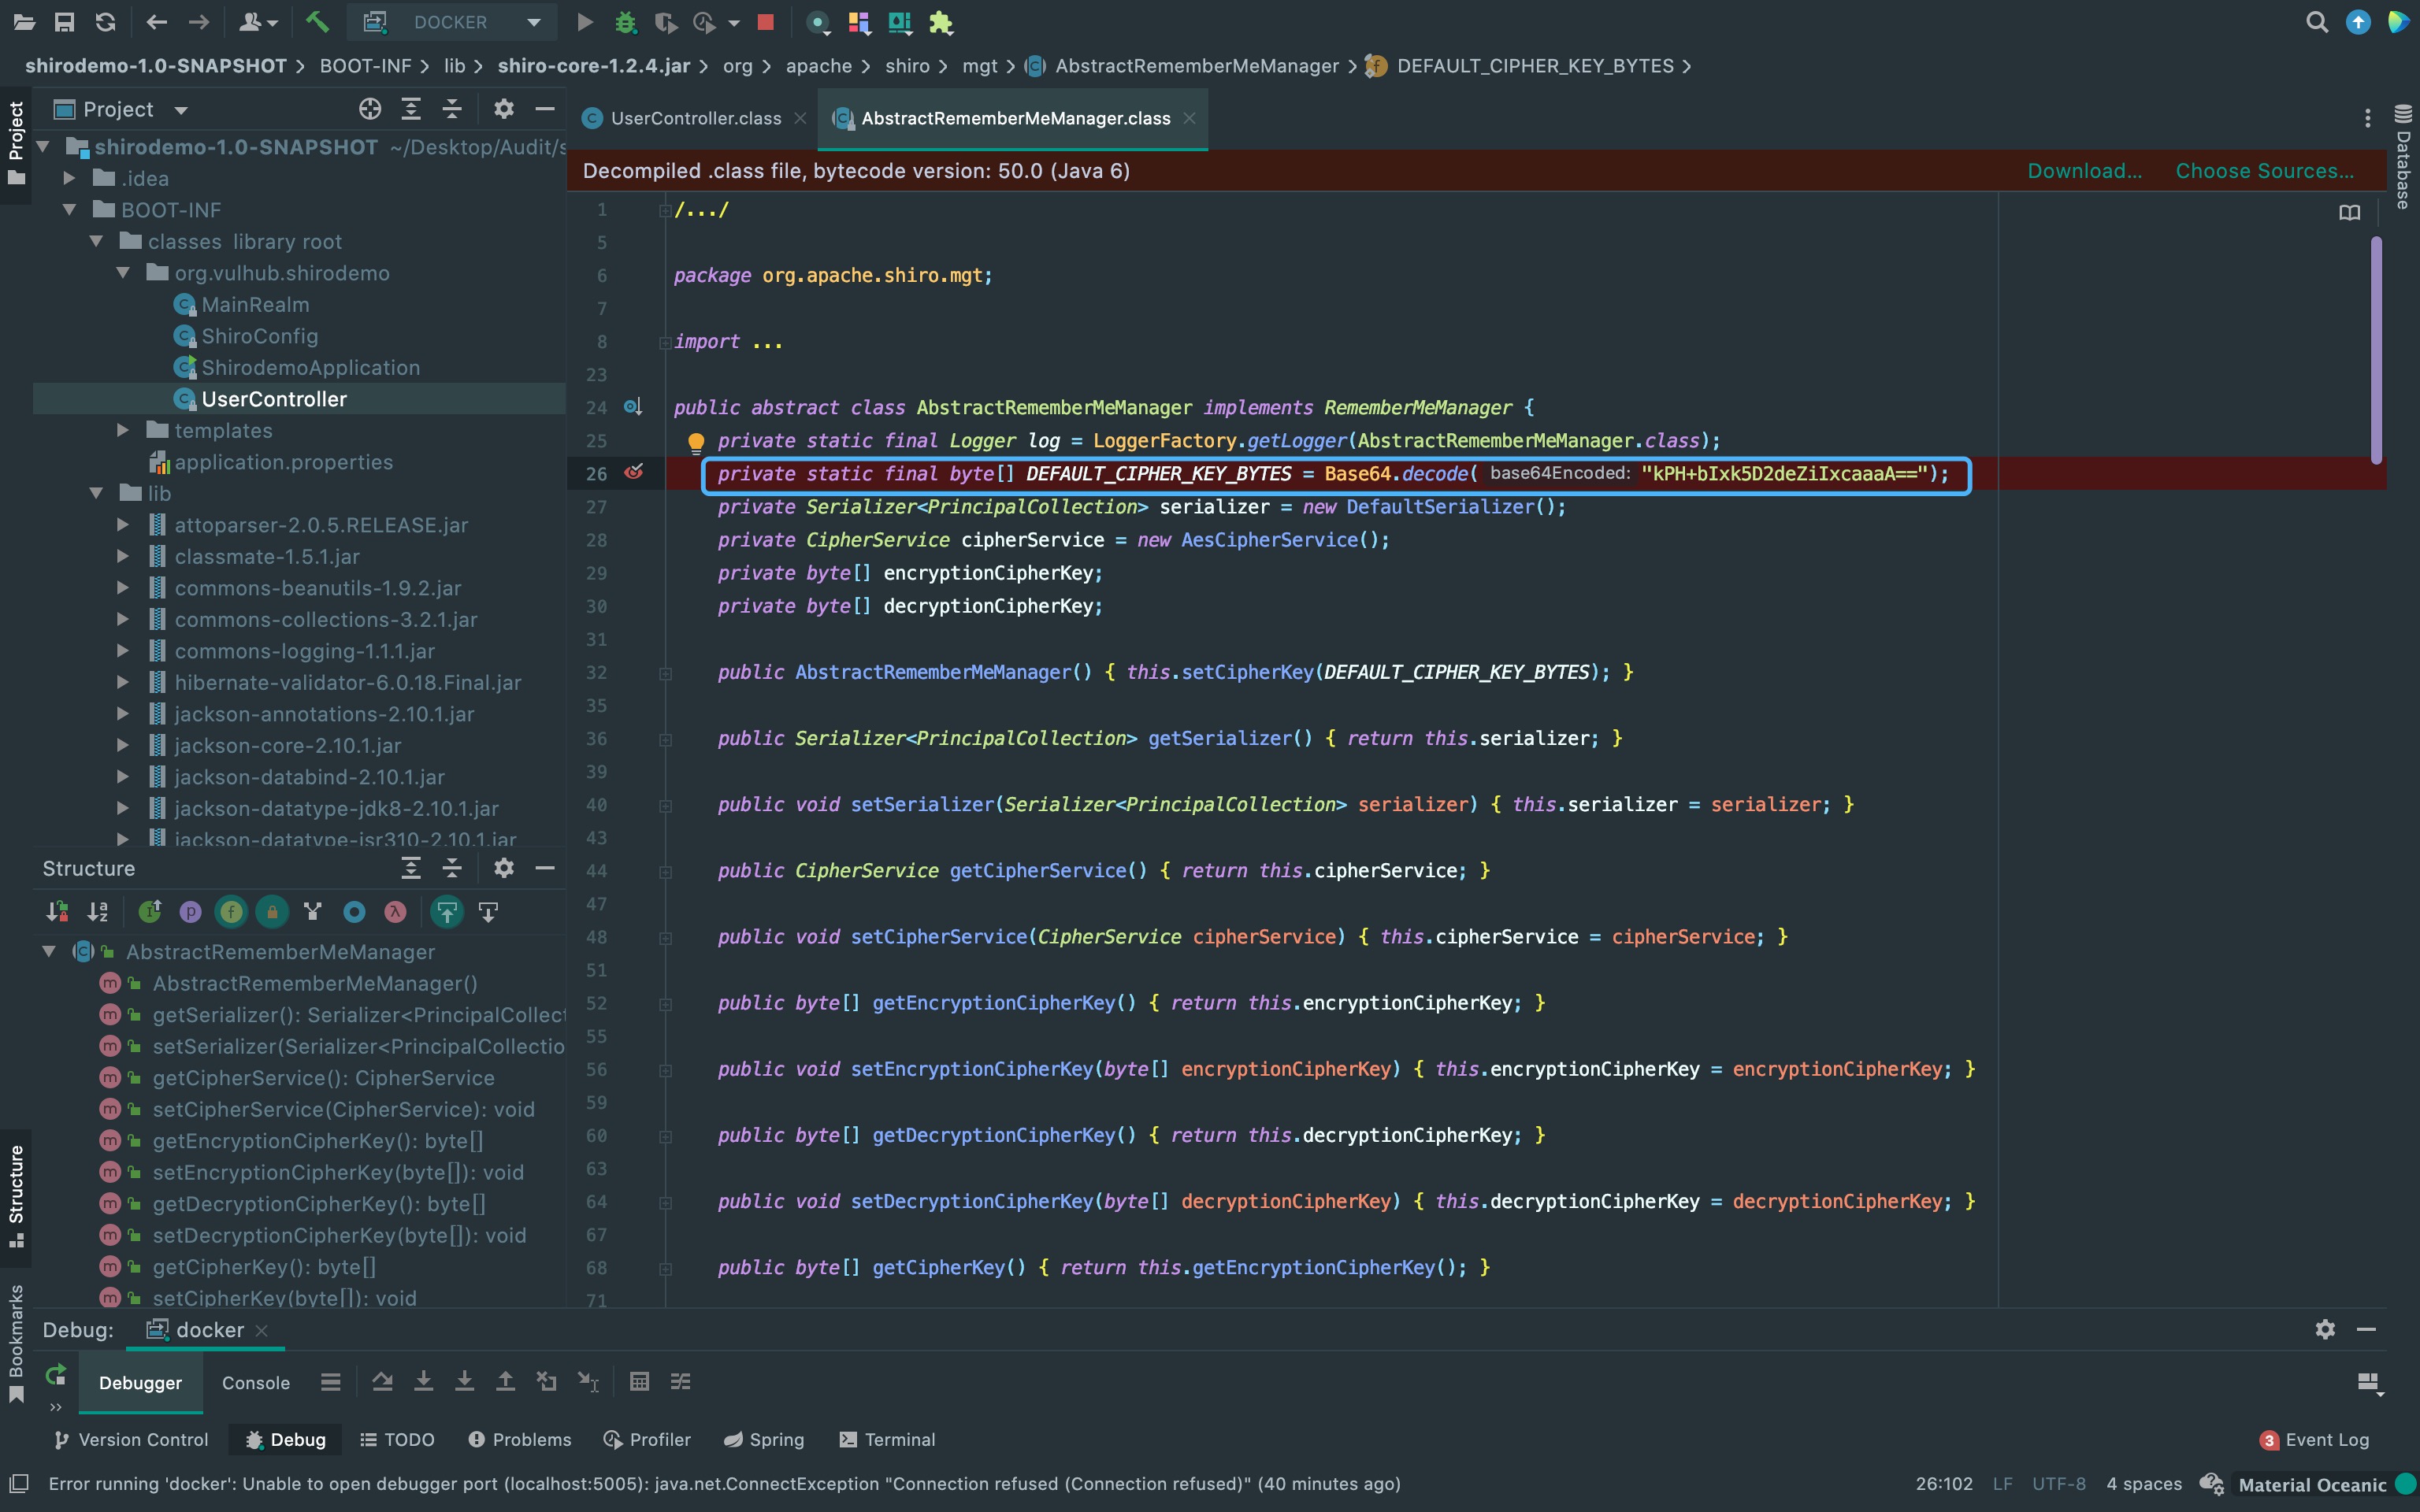 DOCKER
shirodemo-1.0-SNAPSHOT > BOOT-INF > lib > shiro-core-1.2.4.jar > org > apache > shiro > mgt > AbstractRememberMeManager > DEFAULT_CIPHER_KEY_BYTES >
Project
Project
shirodemo-1.0-SNAPSHOT ~/Desktop/Audit/s
.idea
BOOT-INF
classes library root
org.vulhub.shirodemo
MainRealm
ShiroConfig
ShirodemoApplication
UserController
templates
application.properties
lib
attoparser-2.0.5.RELEASE.jar
classmate-1.5.1.jar
commons-beanutils-1.9.2.jar
commons-collections-3.2.1.jar
commons-logging-1.1.1.jar
hibernate-validator-6.0.18.Final.jar
jackson-annotations-2.10.1.jar
jackson-core-2.10.1.jar
jackson-databind-2.10.1.jar
jackson-datatype-jdk8-2.10.1.jar
jackson-datatype-jsr310-2.10.1.jar
Structure
AbstractRememberMeManager
AbstractRememberMeManager()
getSerializer(): Serializer<PrincipalCollect
setSerializer(Serializer<PrincipalCollectio
getCipherService(): CipherService
setCipherService(CipherService): void
getEncryptionCipherKey(): byte[]
setEncryptionCipherKey(byte[]): void
getDecryptionCipherKey(): byte[]
setDecryptionCipherKey(byte[]): void
getCipherKey(): byte[]
setCipherKey(byte[]): void
Structure
Bookmarks
UserController.class
AbstractRememberMeManager.class
Database
Decompiled .class file, bytecode version: 50.0 (Java 6)
Download...
Choose Sources...
1 /.../
5
6 package org.apache.shiro.mgt;
7
8 import ...
23
24 public abstract class AbstractRememberMeManager implements RememberMeManager {
25 private static final Logger log = LoggerFactory.getLogger(AbstractRememberMeManager.class);
26 private static final byte[] DEFAULT_CIPHER_KEY_BYTES = Base64.decode( base64Encoded: "kPH+bIxk5D2deZiIxcaaaA==");
27 private Serializer<PrincipalCollection> serializer = new DefaultSerializer();
28 private CipherService cipherService = new AesCipherService();
29 private byte[] encryptionCipherKey;
30 private byte[] decryptionCipherKey;
31
32 public AbstractRememberMeManager() { this.setCipherKey(DEFAULT_CIPHER_KEY_BYTES); }
35
36 public Serializer<PrincipalCollection> getSerializer() { return this.serializer; }
39
40 public void setSerializer(Serializer<PrincipalCollection> serializer) { this.serializer = serializer; }
43
44 public CipherService getCipherService() { return this.cipherService; }
47
48 public void setCipherService(CipherService cipherService) { this.cipherService = cipherService; }
51
52 public byte[] getEncryptionCipherKey() { return this.encryptionCipherKey; }
55
56 public void setEncryptionCipherKey(byte[] encryptionCipherKey) { this.encryptionCipherKey = encryptionCipherKey; }
59
60 public byte[] getDecryptionCipherKey() { return this.decryptionCipherKey; }
63
64 public void setDecryptionCipherKey(byte[] decryptionCipherKey) { this.decryptionCipherKey = decryptionCipherKey; }
67
68 public byte[] getCipherKey() { return this.getEncryptionCipherKey(); }
71
Debug: docker
Debugger Console
Version Control Debug TODO Problems Profiler Spring Terminal
3 Event Log
Error running 'docker': Unable to open debugger port (localhost:5005): java.net.ConnectException "Connection refused (Connection refused)" (40 minutes ago)
26:102 LF UTF-8 4 spaces Material Oceanic